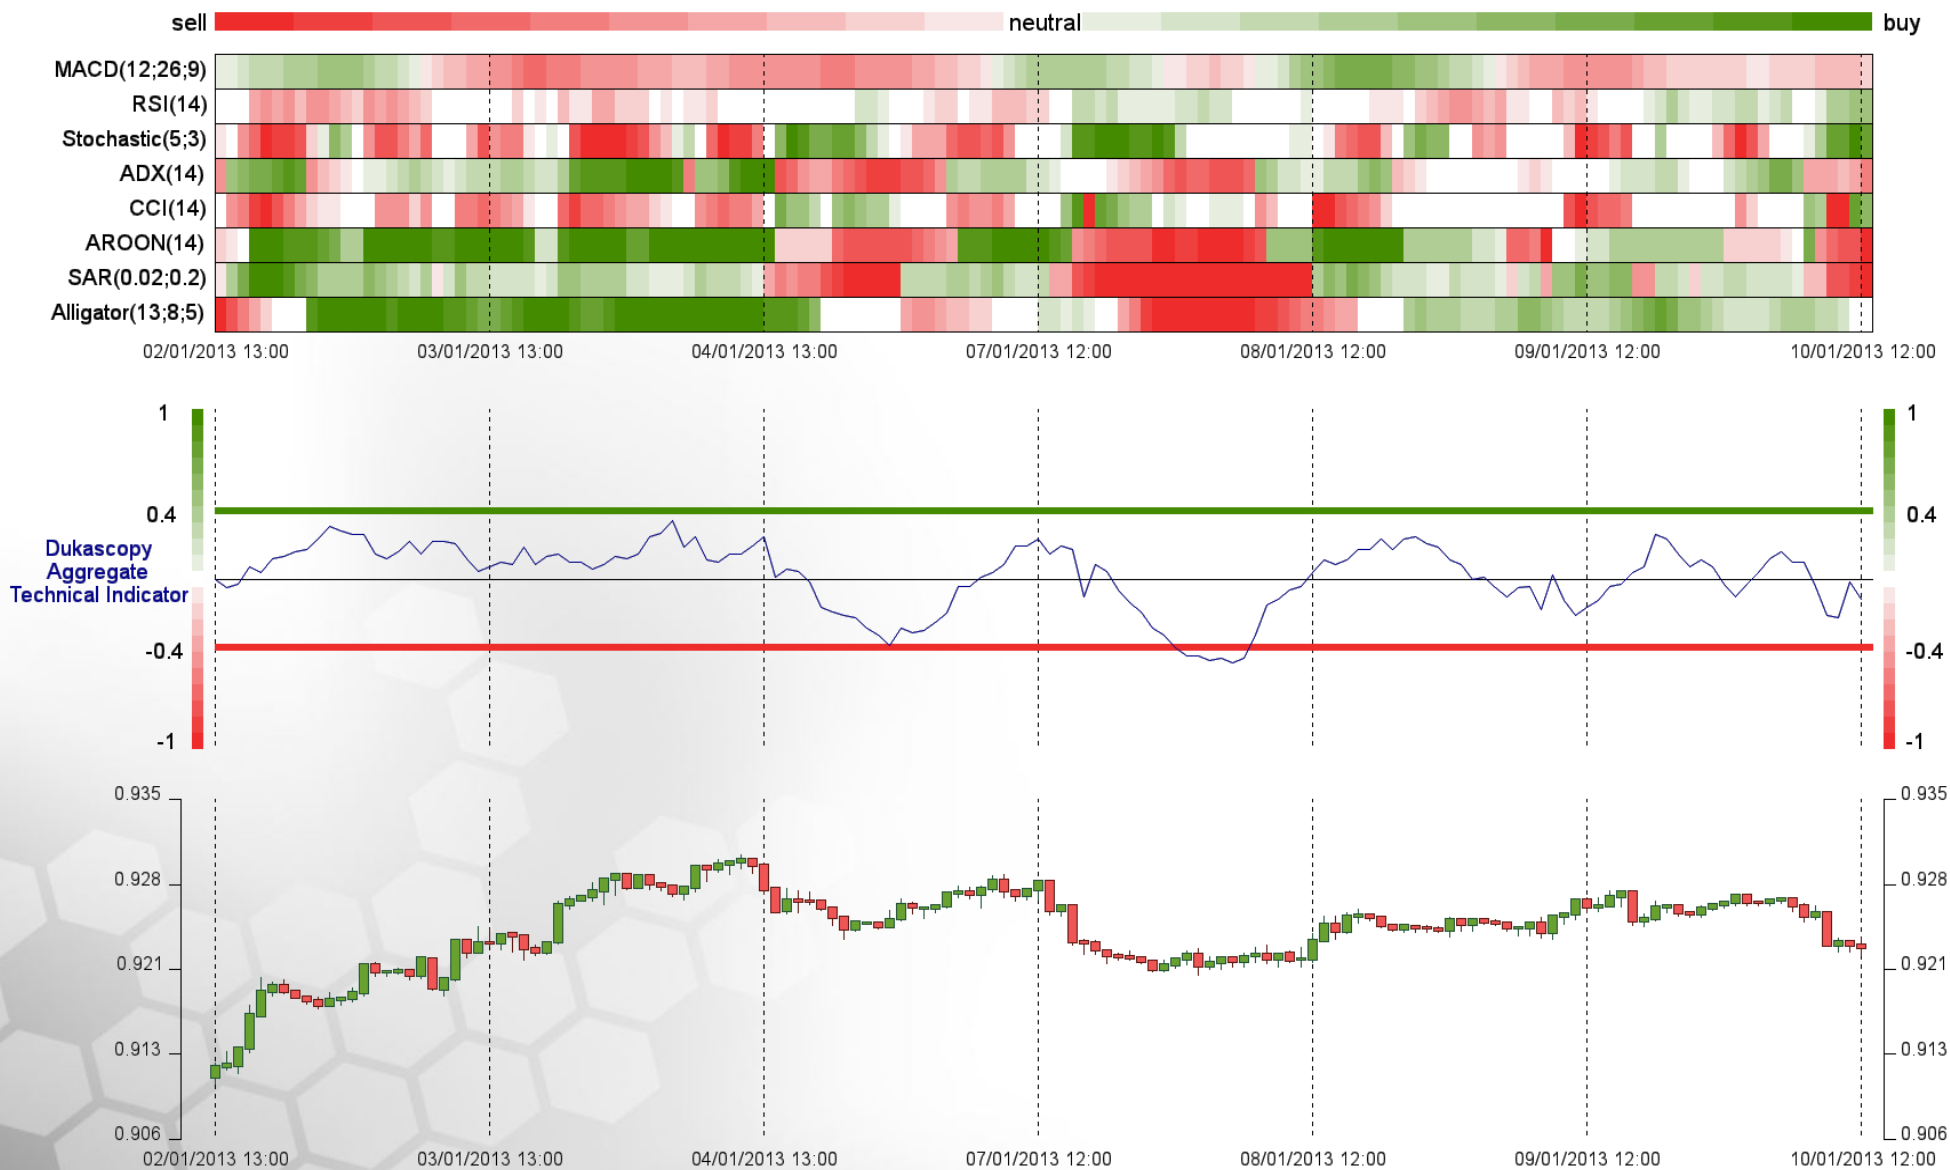 sell neutral buy
MACD(12;26;9)
RSI(14)
Stochastic(5;3)
ADX(14)
CCI(14)
AROON(14)
SAR(0.02;0.2)
Alligator(13;8;5)
02/01/2013 13:00 03/01/2013 13:00 04/01/2013 13:00 07/01/2013 12:00 08/01/2013 12:00 09/01/2013 12:00 10/01/2013 12:00
1 1
0.4 0.4
Dukascopy
Aggregate
Technical Indicator
-0.4 -0.4
-1 -1
0.935 0.935
0.928 0.928
0.921 0.921
0.913 0.913
0.906 0.906
02/01/2013 13:00 03/01/2013 13:00 04/01/2013 13:00 07/01/2013 12:00 08/01/2013 12:00 09/01/2013 12:00 10/01/2013 12:00